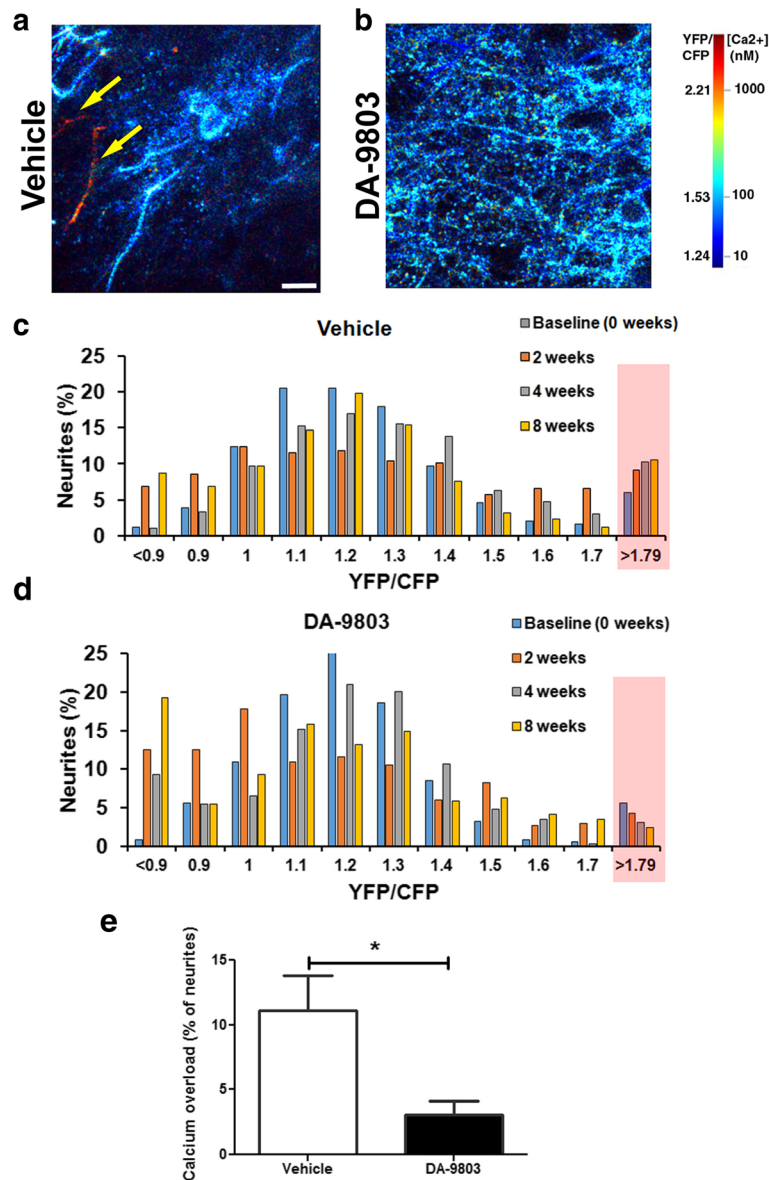 a
b
Vehicle
DA-9803
YFP/ [Ca2+]
CFP (nM)
2.21 1000
1.53 100
1.24 10
c
Vehicle
Baseline (0 weeks)
2 weeks
4 weeks
8 weeks
Neurites (%)
25
20
15
10
5
0
<0.9 0.9 1 1.1 1.2 1.3 1.4 1.5 1.6 1.7 >1.79
YFP/CFP
d
DA-9803
Baseline (0 weeks)
2 weeks
4 weeks
8 weeks
Neurites (%)
25
20
15
10
5
0
<0.9 0.9 1 1.1 1.2 1.3 1.4 1.5 1.6 1.7 >1.79
YFP/CFP
e
*
Calcium overload (% of neurites)
15
10
5
0
Vehicle DA-9803